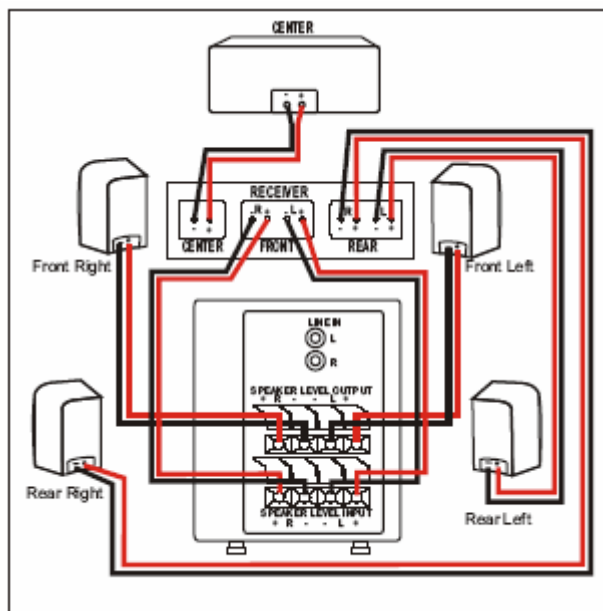 CENTER
- +
RECEIVER
- R + - L + R L
- + - + - +
CENTER FRONT REAR
Front Right
Front Left
LINE IN
L
R
SPEAKER LEVEL OUTPUT
+ R - - L +
Rear Right
Rear Left
SPEAKER LEVEL INPUT
+ R - - L +